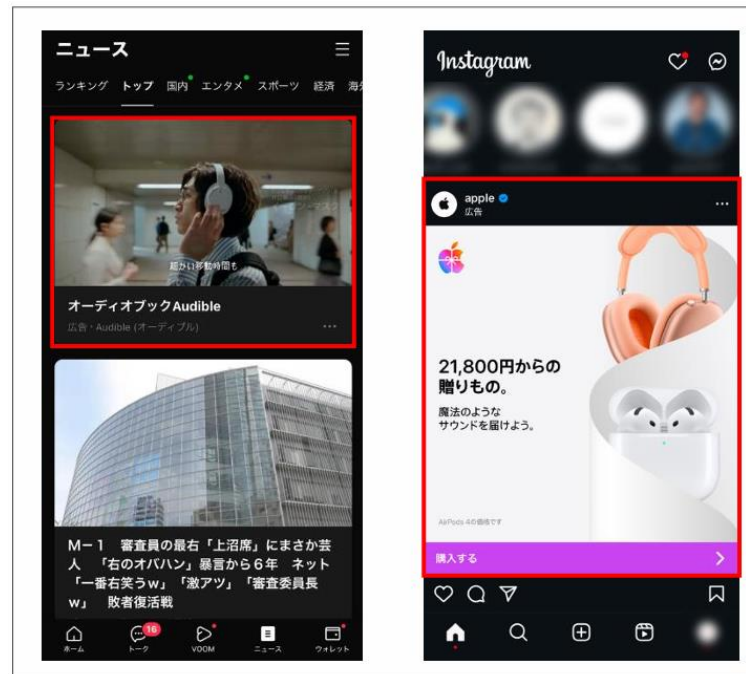 ニュース
ランキング トップ 国内 エンタメ スポーツ 経済 海外
超かい移動時間も
オーディオブックAudible
広告・Audible (オーディブル)
M－1 審査員の最右「上沼席」にまさか芸
人 「右のオバハン」暴言から6年 ネット
「一番右笑うw」「激アツ」「審査委員長
w」 敗者復活戦
ホーム
16
トーク
VOOM
ニュース
ウォレット
Instagram
apple
広告
21,800円からの
贈りもの。
魔法のような
サウンドを届けよう。
AirPods 4の価格です
購入する